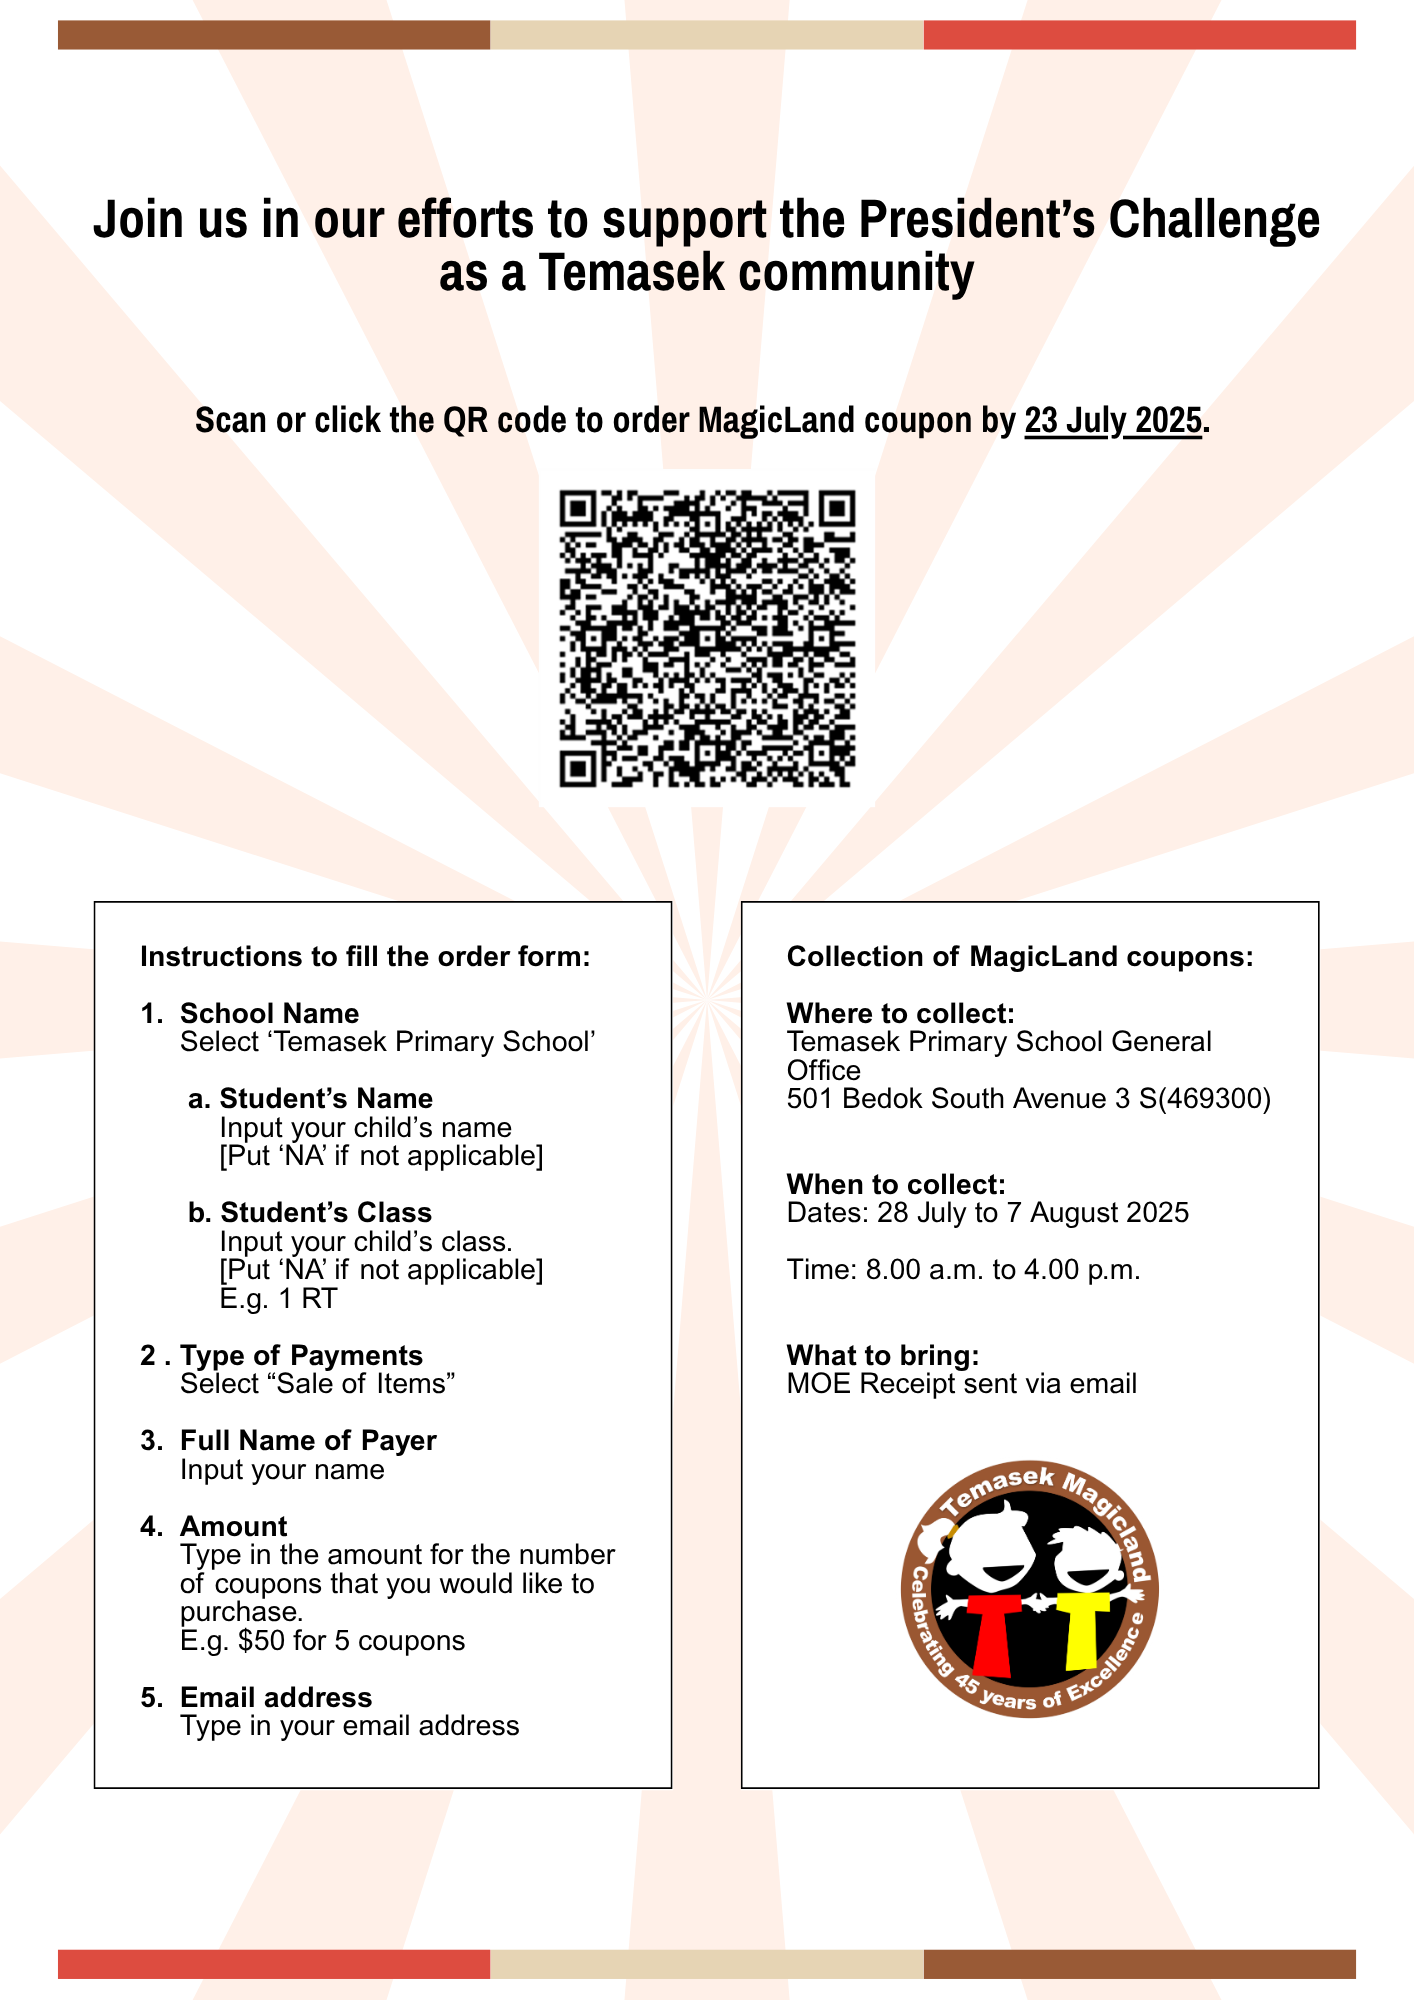 Join us in our efforts to support the President’s Challenge
as a Temasek community
Scan or click the QR code to order MagicLand coupon by 23 July 2025.
Instructions to fill the order form:
1. School Name
Select ‘Temasek Primary School’
a. Student’s Name
Input your child’s name
[Put ‘NA’ if not applicable]
b. Student’s Class
Input your child’s class.
[Put ‘NA’ if not applicable]
E.g. 1 RT
2 . Type of Payments
Select “Sale of Items”
3. Full Name of Payer
Input your name
4. Amount
Type in the amount for the number
of coupons that you would like to
purchase.
E.g. $50 for 5 coupons
5. Email address
Type in your email address
Collection of MagicLand coupons:
Where to collect:
Temasek Primary School General
Office
501 Bedok South Avenue 3 S(469300)
When to collect:
Dates: 28 July to 7 August 2025
Time: 8.00 a.m. to 4.00 p.m.
What to bring:
MOE Receipt sent via email
Temasek Magicland
Celebrating 45 years of Excellence